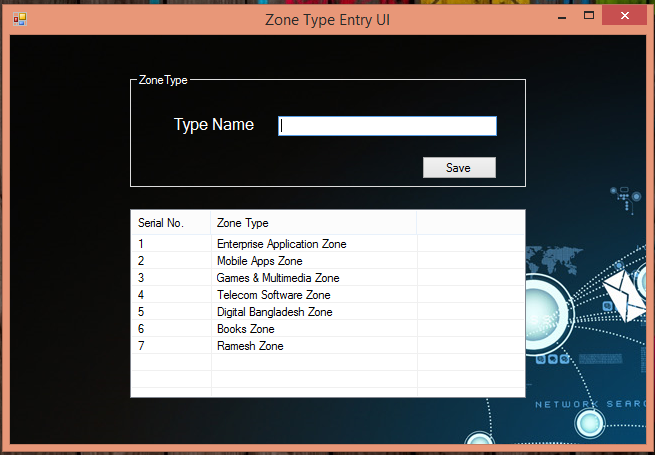 Zone Type Entry UI
ZoneType
Type Name
Save
Serial No. Zone Type
1 Enterprise Application Zone
2 Mobile Apps Zone
3 Games & Multimedia Zone
4 Telecom Software Zone
5 Digital Bangladesh Zone
6 Books Zone
7 Ramesh Zone
NETWORK SEARC